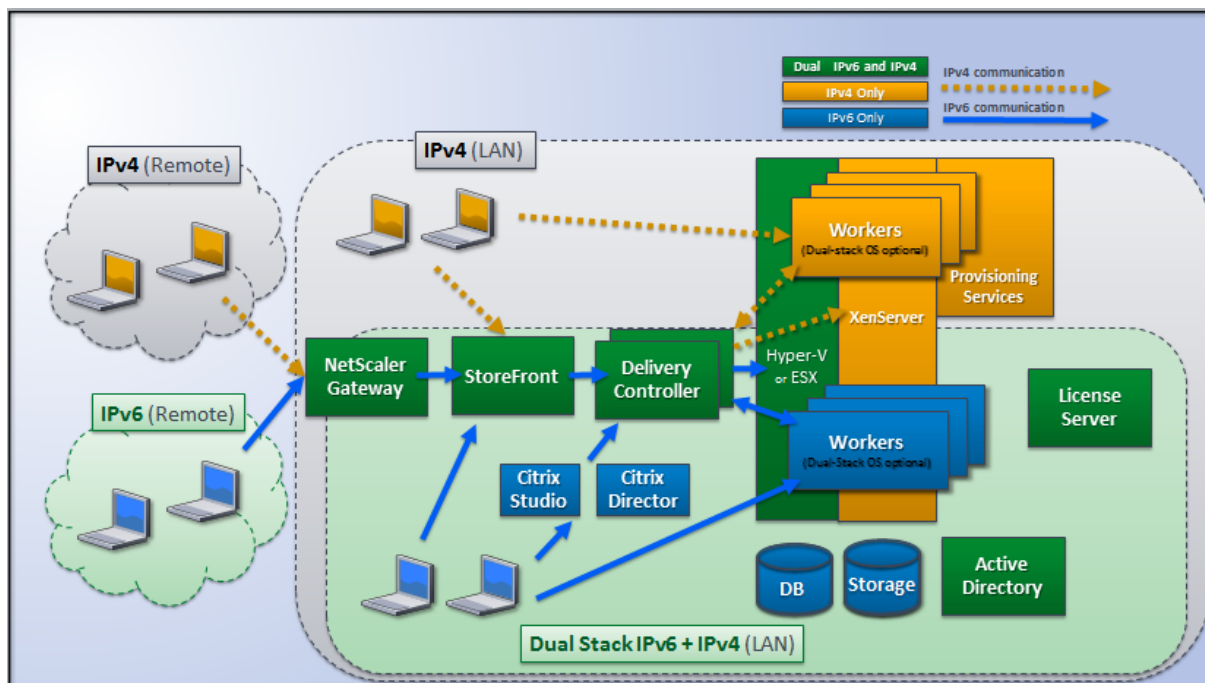 Dual IPv6 and IPv4
IPv4 Only
IPv6 Only
IPv4 communication
IPv6 communication
IPv4 (Remote)
IPv4 (LAN)
Workers
(Dual-stack OS optional)
Provisioning
Services
XenServer
NetScaler
Gateway
StoreFront
Delivery
Controller
Hyper-V
or ESX
License
Server
IPv6 (Remote)
Workers
(Dual-Stack OS optional)
Citrix
Studio
Citrix
Director
DB
Storage
Active
Directory
Dual Stack IPv6 + IPv4 (LAN)